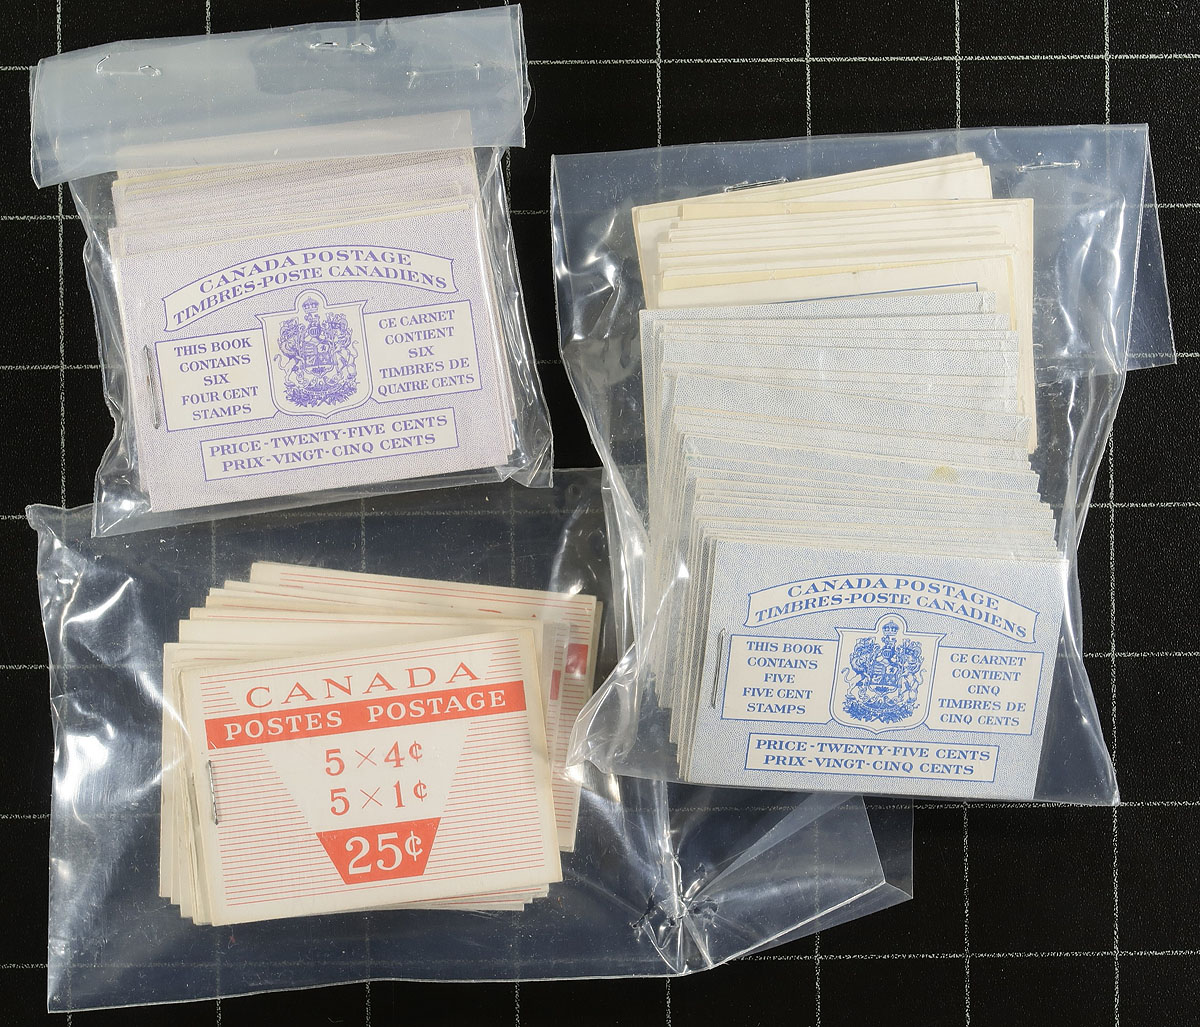 CANADA POSTAGE
TIMBRES-POSTE CANADIENS
THIS BOOK
CONTAINS
SIX
FOUR CENT
STAMPS
CE CARNET
CONTIENT
SIX
TIMBRES DE
QUATRE CENTS
PRICE - TWENTY-FIVE CENTS
PRIX - VINGT - CINQ CENTS
CANADA POSTAGE
TIMBRES-POSTE CANADIENS
THIS BOOK
CONTAINS
FIVE
FIVE CENT
STAMPS
CE CARNET
CONTIENT
CINQ
TIMBRES DE
CINQ CENTS
PRICE - TWENTY-FIVE CENTS
PRIX - VINGT - CINQ CENTS
CANADA
POSTES POSTAGE
5 × 4¢
5 × 1¢
25¢